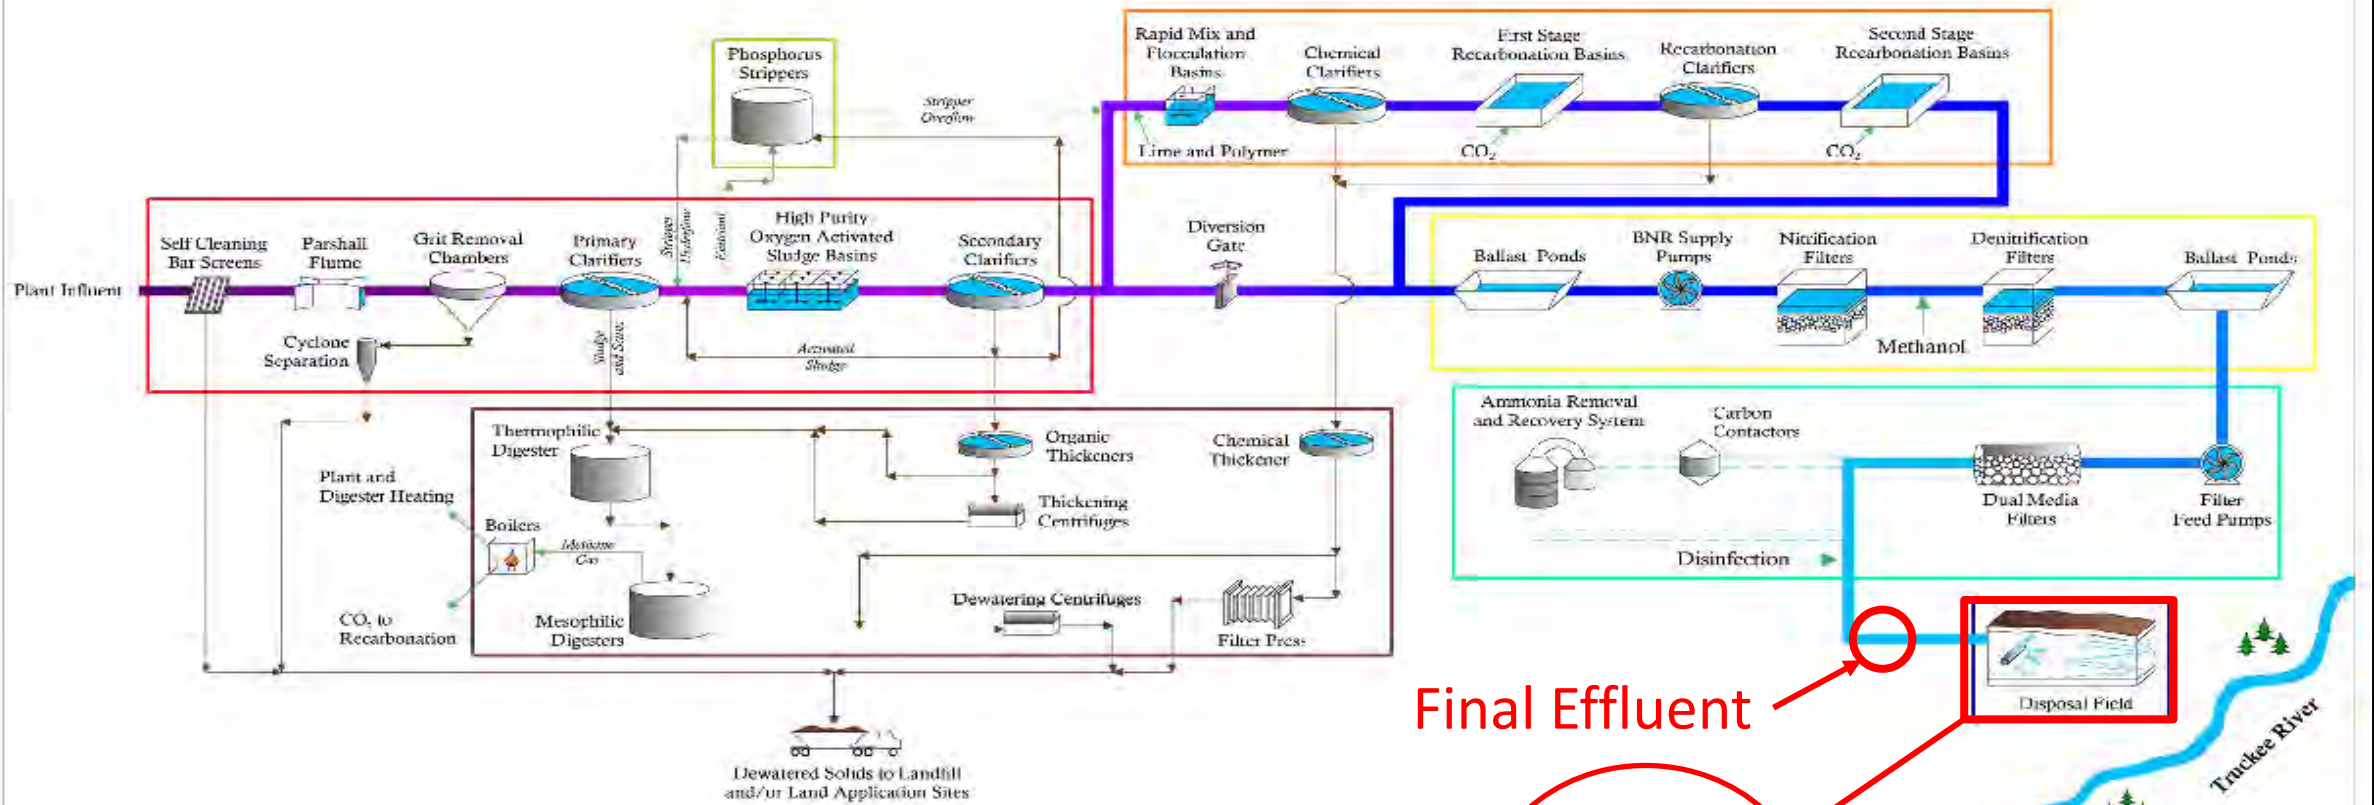 Phosphorus
Strippers
Stripper
Overflow
Rapid Mix and
Flocculation
Basins
Chemical
Clarifiers
First Stage
Recarbonation Basins
Recarbonation
Clarifiers
Second Stage
Recarbonation Basins
Lime and Polymer
CO2
CO2
Plant Influent
Self Cleaning
Bar Screens
Parshall
Flume
Grit Removal
Chambers
Primary
Clarifiers
Stripper
Underflow
High Purity
Oxygen Activated
Sludge Basins
Secondary
Clarifiers
Cyclone
Separation
Sludge
and Scum
Activated
Sludge
Diversion
Gate
Ballast Ponds
BNR Supply
Pumps
Nitrification
Filters
Methanol
Denitrification
Filters
Ballast Ponds
Thermophilic
Digester
Organic
Thickeners
Thickening
Centrifuges
Chemical
Thickener
Plant and
Digester Heating
Boilers
Methane
Gas
CO2 to
Recarbonation
Mesophilic
Digesters
Dewatering Centrifuges
Filter Press
Ammonia Removal
and Recovery System
Carbon
Contactors
Dual Media
Filters
Filter
Feed Pumps
Disinfection
Final Effluent
Disposal Field
Truckee River
Dewatered Solids to Landfill
and/or Land Application Sites